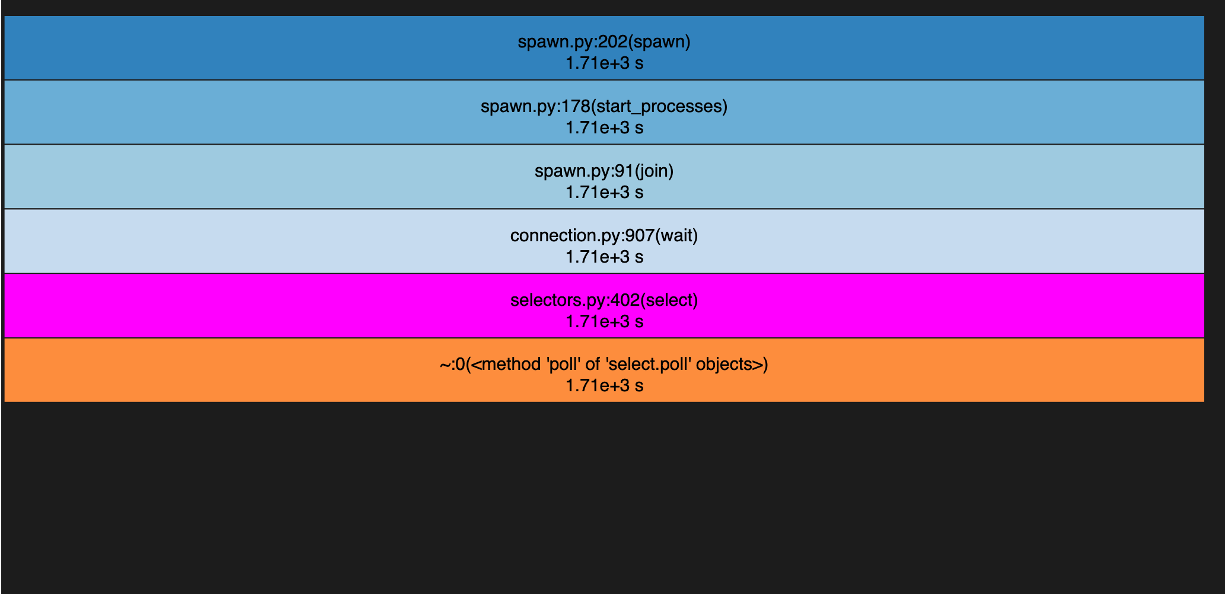 spawn.py:202(spawn)
1.71e+3 s
spawn.py:178(start_processes)
1.71e+3 s
spawn.py:91(join)
1.71e+3 s
connection.py:907(wait)
1.71e+3 s
selectors.py:402(select)
1.71e+3 s
~:0(<method 'poll' of 'select.poll' objects>)
1.71e+3 s